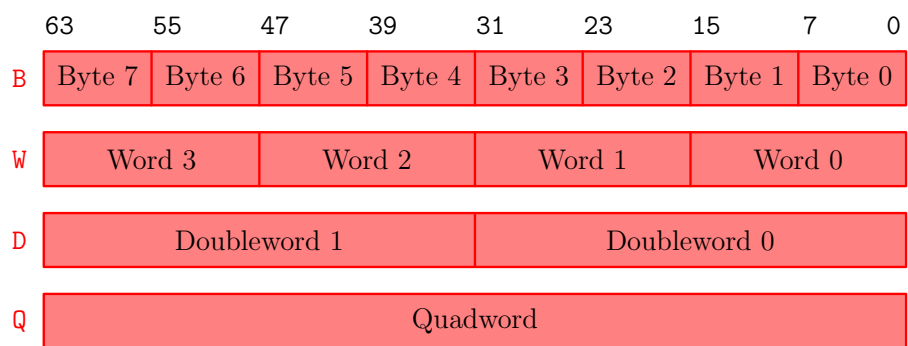 63 55 47 39 31 23 15 7 0
B Byte 7 Byte 6 Byte 5 Byte 4 Byte 3 Byte 2 Byte 1 Byte 0
W Word 3 Word 2 Word 1 Word 0
D Doubleword 1 Doubleword 0
Q Quadword